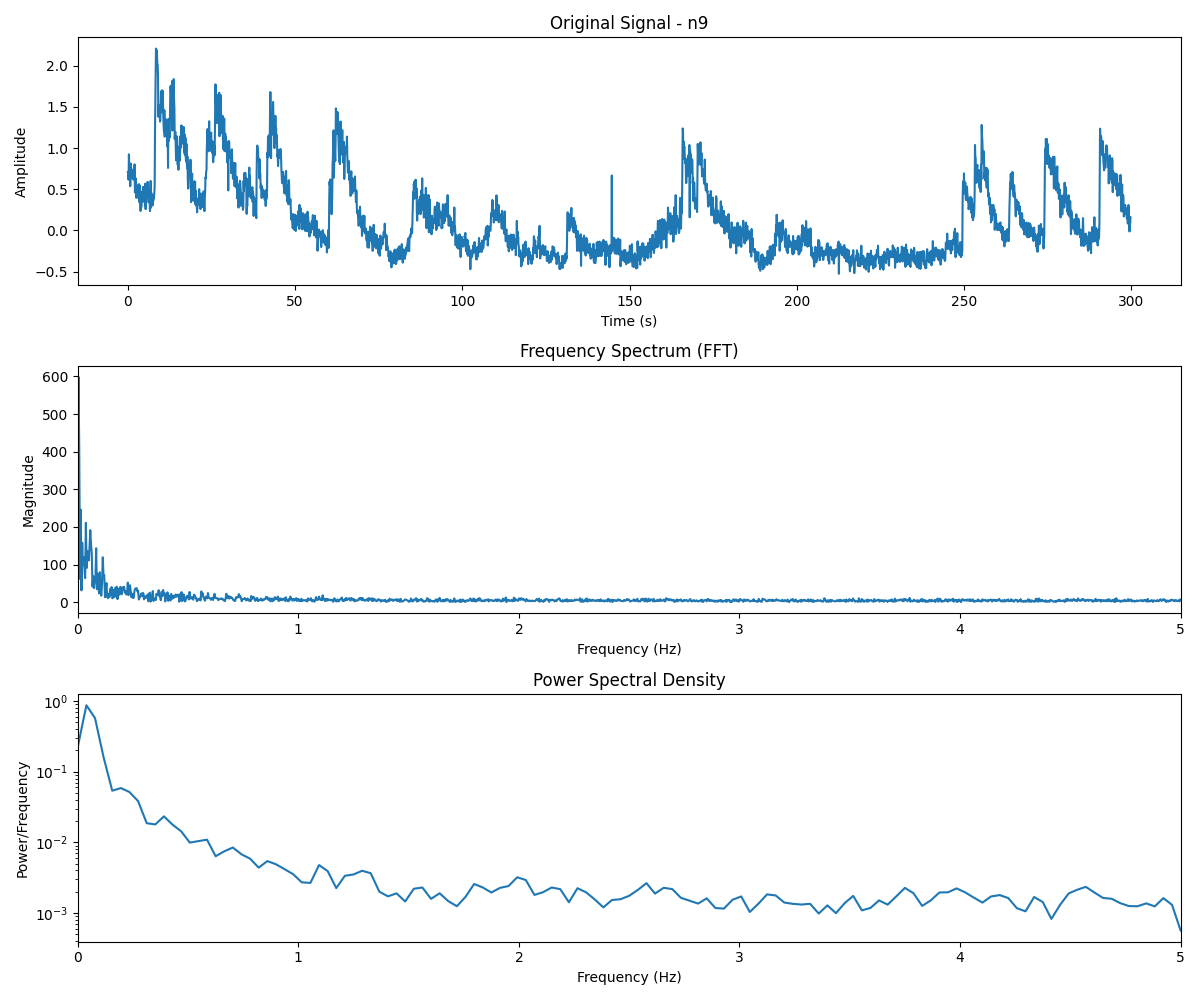 Original Signal - n9
2.0
1.5
1.0
0.5
0.0
−0.5
Amplitude
0 50 100 150 200 250 300
Time (s)
Frequency Spectrum (FFT)
600
500
400
300
200
100
0
Magnitude
0 1 2 3 4 5
Frequency (Hz)
Power Spectral Density
10⁰
10⁻¹
10⁻²
10⁻³
Power/Frequency
0 1 2 3 4 5
Frequency (Hz)